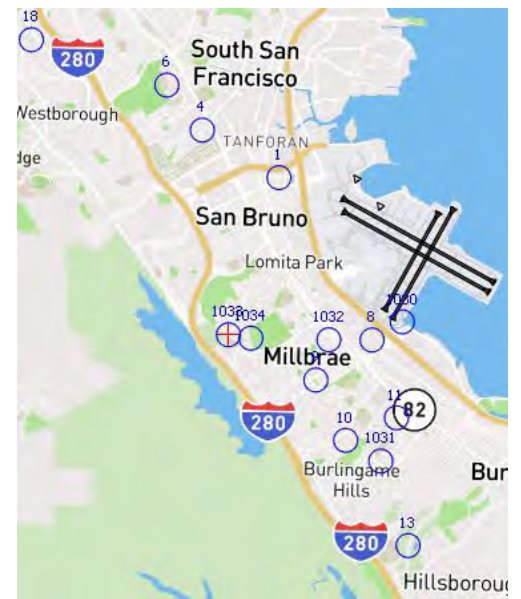 18
280
South San
Francisco
6
Westborough
4
TANFORAN
dge
1
San Bruno
Lomita Park
1030
1033
1034
1032
8
Millbrae
11
82
280
10
1031
Bur
Burlingame
Hills
13
280
Hillsboroug